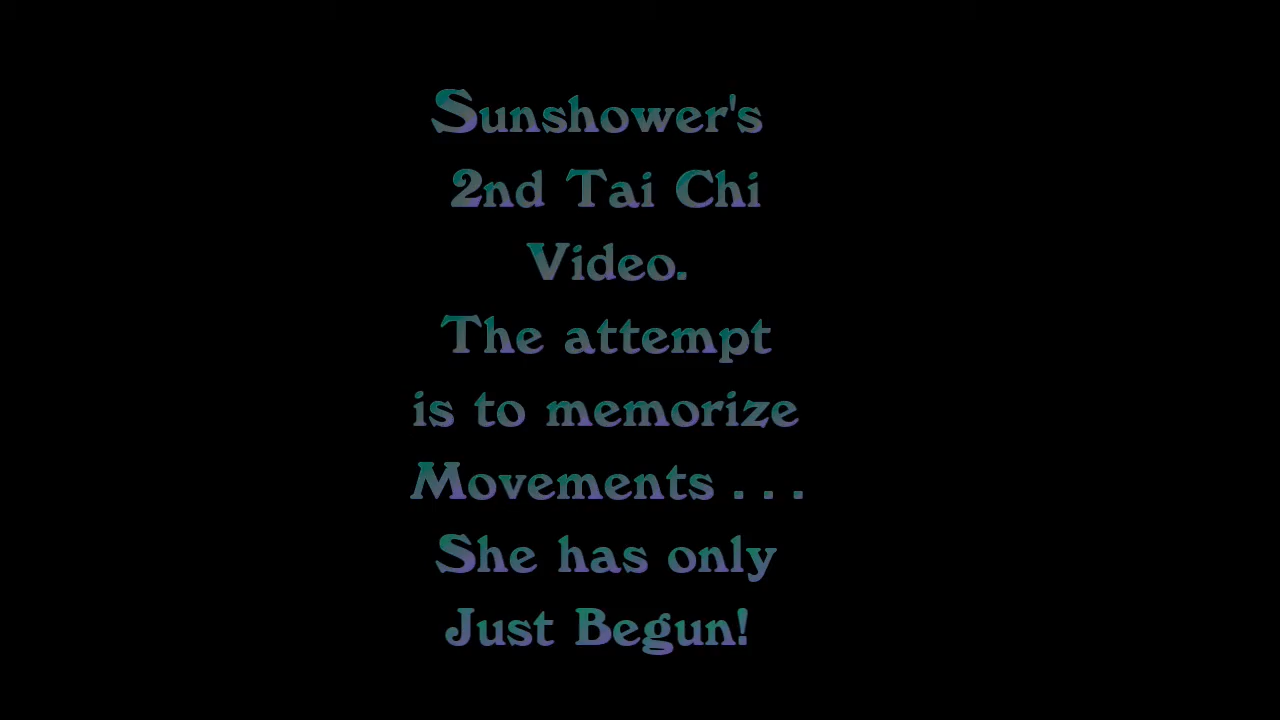 Sunshower's
2nd Tai Chi
Video.
The attempt
is to memorize
Movements . . .
She has only
Just Begun!